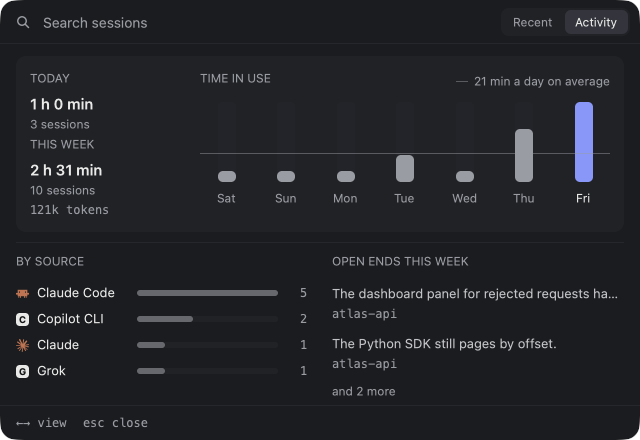 Search sessions
Recent
Activity
TODAY
1 h 0 min
3 sessions
THIS WEEK
2 h 31 min
10 sessions
121k tokens
TIME IN USE
21 min a day on average
Sat
Sun
Mon
Tue
Wed
Thu
Fri
BY SOURCE
Claude Code 5
C Copilot CLI 2
Claude 1
G Grok 1
OPEN ENDS THIS WEEK
The dashboard panel for rejected requests ha…
atlas-api
The Python SDK still pages by offset.
atlas-api
and 2 more
←→ view esc close